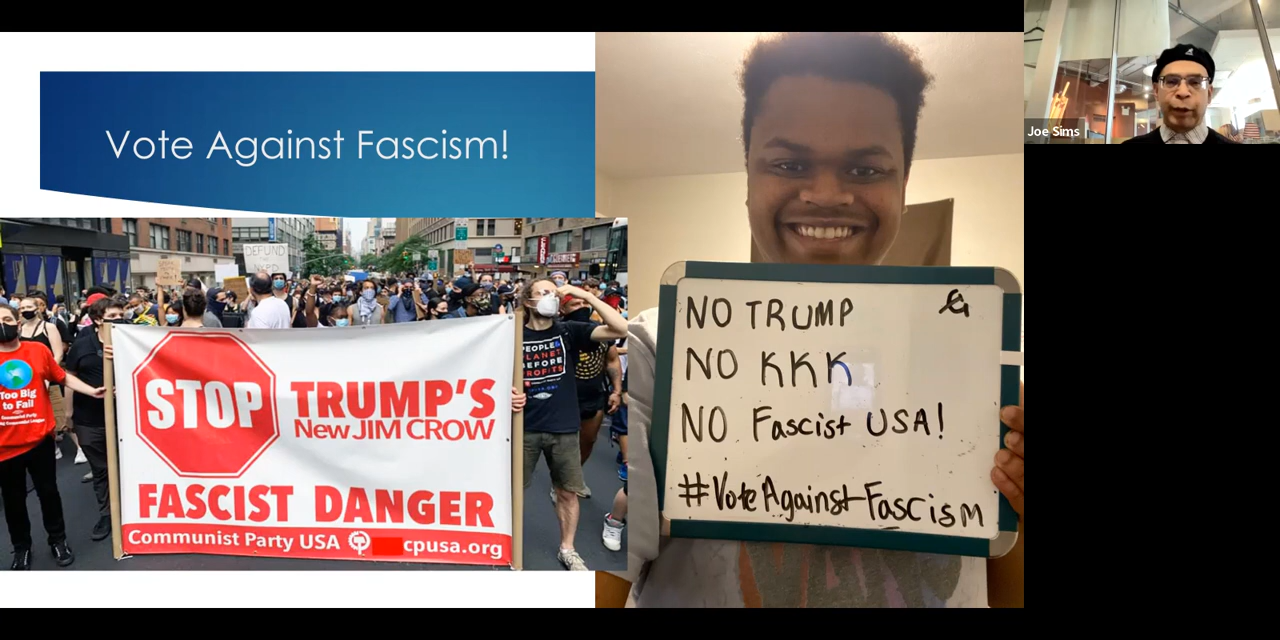 Vote Against Fascism!
DEFUND
STOP
TRUMP'S
New JIM CROW
FASCIST DANGER
Communist Party USA
cpusa.org
Too Big
to Fail
PEOPLE &
PLANET
BEFORE
PROFITS
NO TRUMP
NO KKK
NO Fascist USA!
#VoteAgainstFascism
Joe Sims